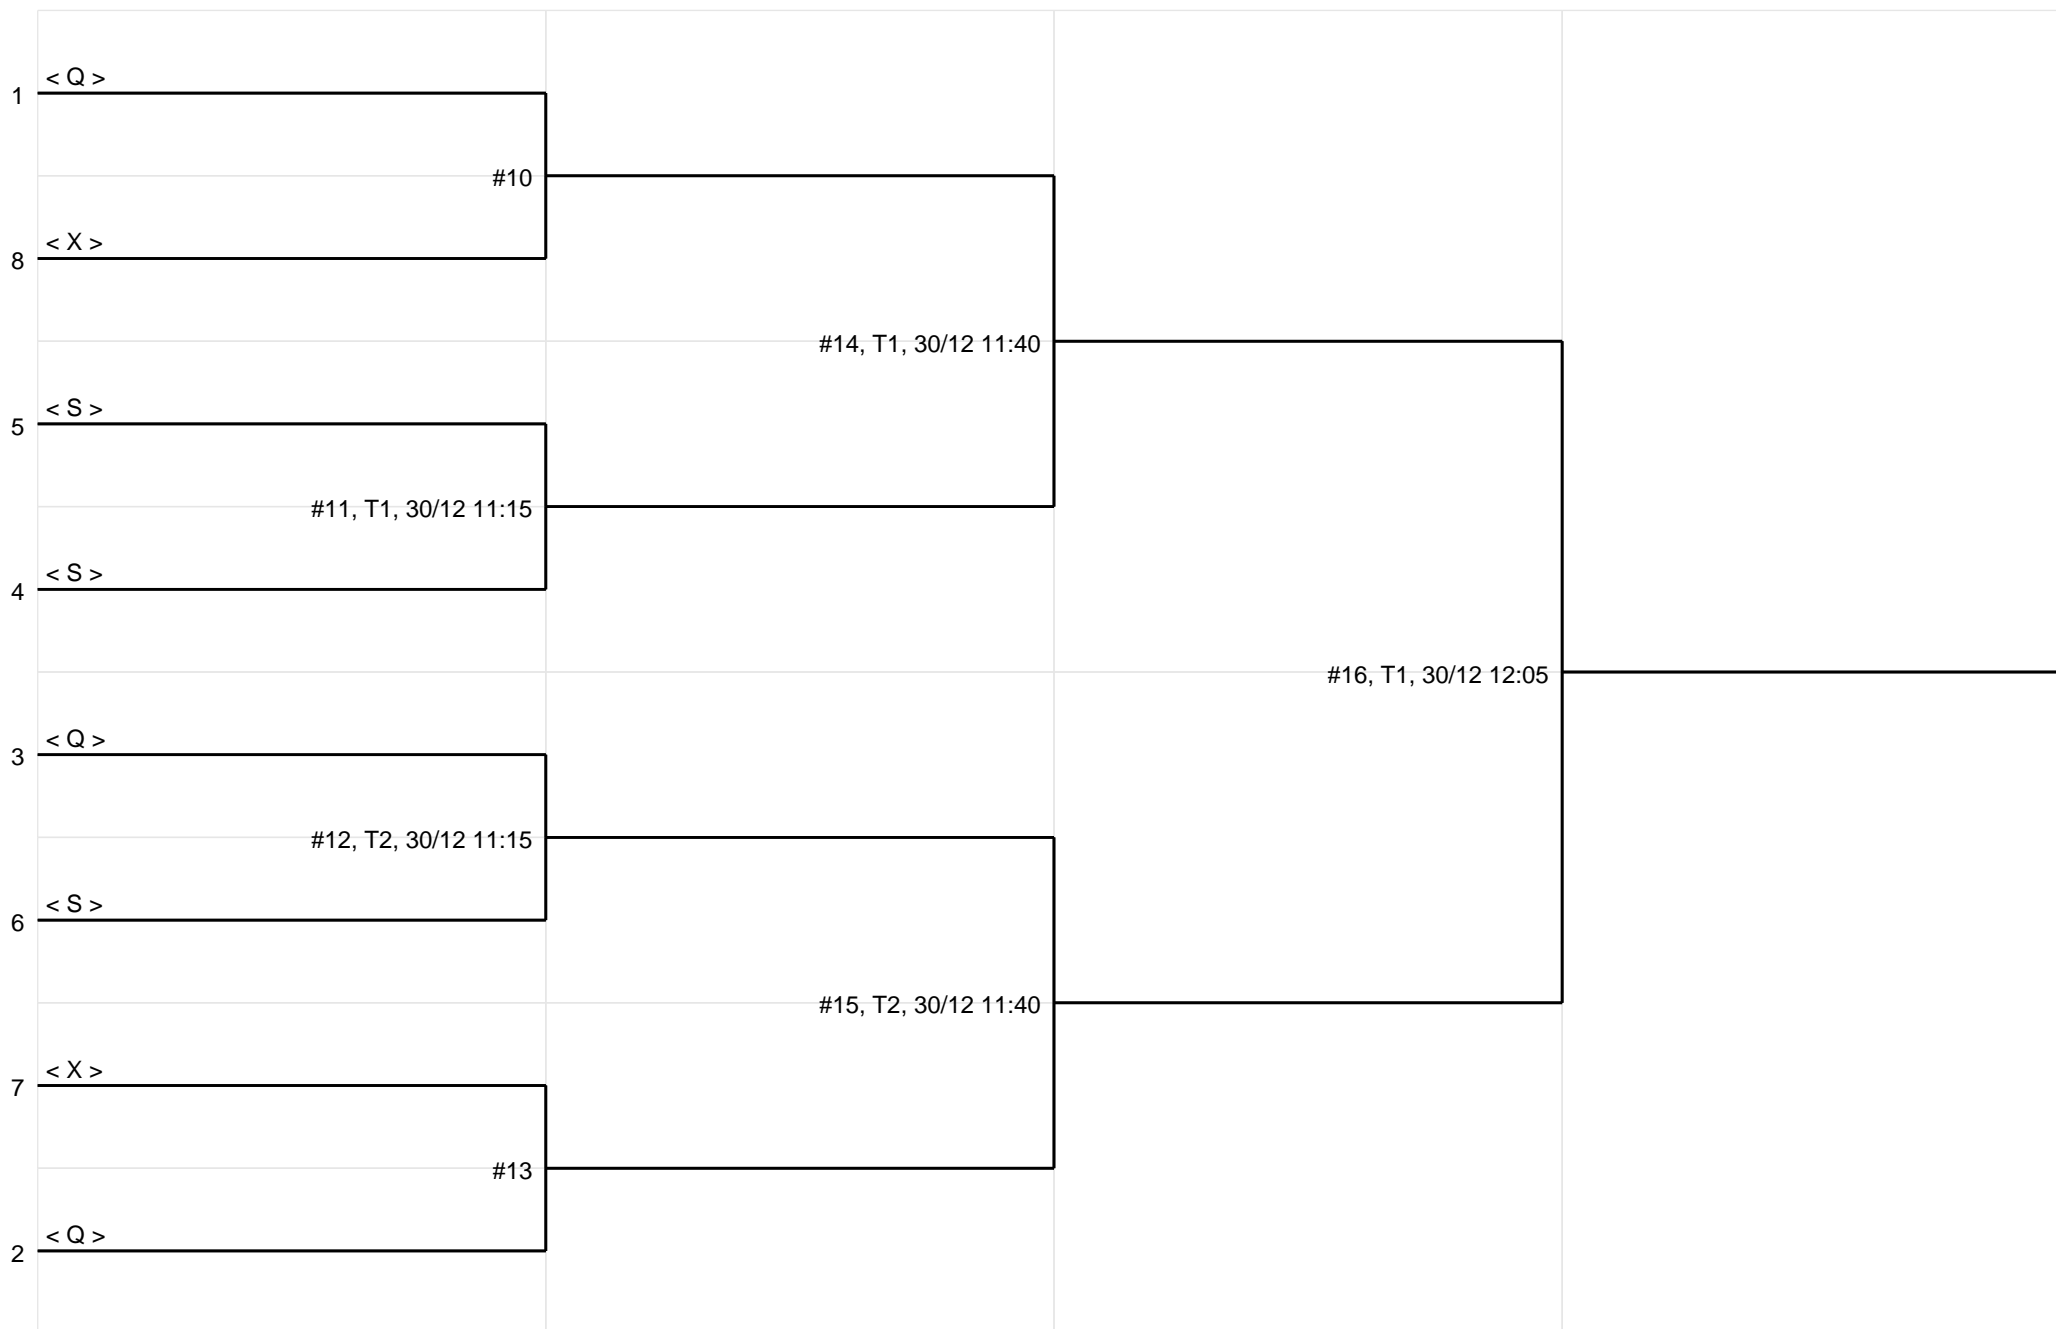 < Q >
1
#10
< X >
8
#14, T1, 30/12 11:40
< S >
5
#11, T1, 30/12 11:15
< S >
4
#16, T1, 30/12 12:05
< Q >
3
#12, T2, 30/12 11:15
< S >
6
#15, T2, 30/12 11:40
< X >
7
#13
< Q >
2